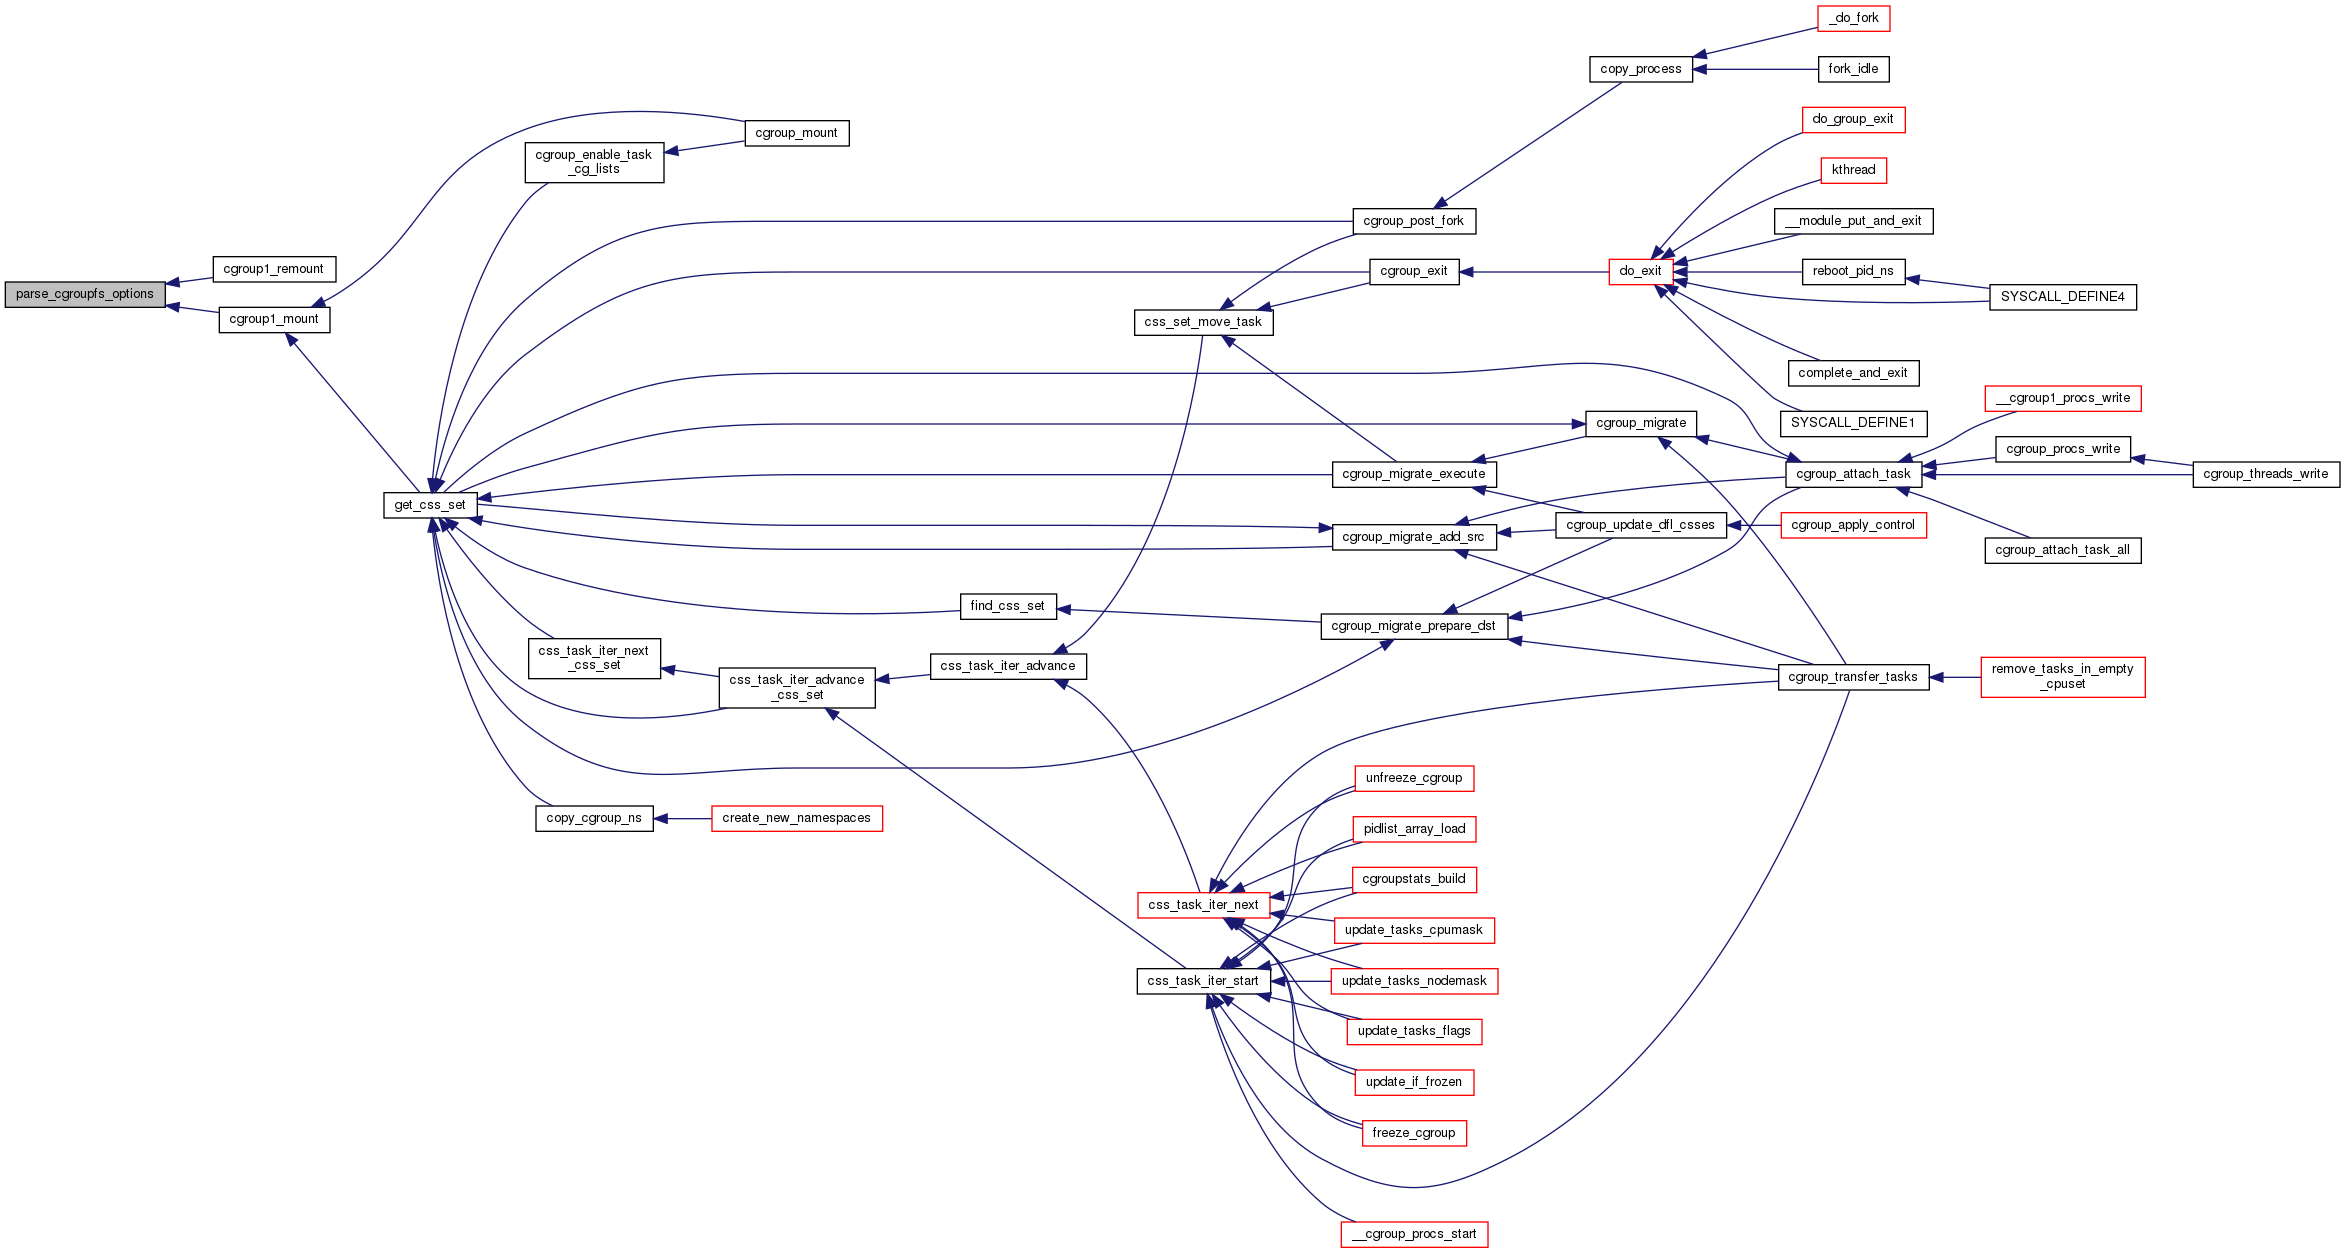 _do_fork
copy_process
fork_idle
do_group_exit
cgroup_mount
cgroup_enable_task
_cg_lists
kthread
cgroup_post_fork
__module_put_and_exit
cgroup1_remount
cgroup_exit
do_exit
reboot_pid_ns
parse_cgroupfs_options
SYSCALL_DEFINE4
cgroup1_mount
css_set_move_task
complete_and_exit
__cgroup1_procs_write
cgroup_migrate
SYSCALL_DEFINE1
cgroup_procs_write
cgroup_migrate_execute
cgroup_attach_task
cgroup_threads_write
get_css_set
cgroup_update_dfl_csses
cgroup_apply_control
cgroup_migrate_add_src
cgroup_attach_task_all
find_css_set
cgroup_migrate_prepare_dst
css_task_iter_next
_css_set
css_task_iter_advance
css_task_iter_advance
_css_set
cgroup_transfer_tasks
remove_tasks_in_empty
_cpuset
unfreeze_cgroup
copy_cgroup_ns
create_new_namespaces
pidlist_array_load
cgroupstats_build
css_task_iter_next
update_tasks_cpumask
css_task_iter_start
update_tasks_nodemask
update_tasks_flags
update_if_frozen
freeze_cgroup
__cgroup_procs_start